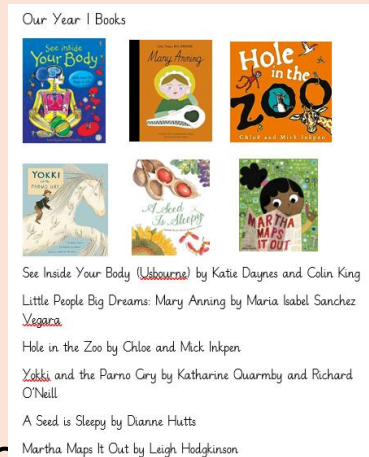 Our Year 1 Books
See inside
Your Body
Mary Anning
Hole
in the
ZOO
Chloë and Mick Inkpen
YOKKI
PARNO GRY
A Seed
Is Sleepy
MARTHA
MAPS
IT OUT
See Inside Your Body (Usbourne) by Katie Daynes and Colin King
Little People Big Dreams: Mary Anning by Maria Isabel Sanchez
Vegara
Hole in the Zoo by Chloe and Mick Inkpen
Yokki and the Parno Gry by Katharine Quarmby and Richard
O'Neill
A Seed is Sleepy by Dianne Hutts
Martha Maps It Out by Leigh Hodgkinson